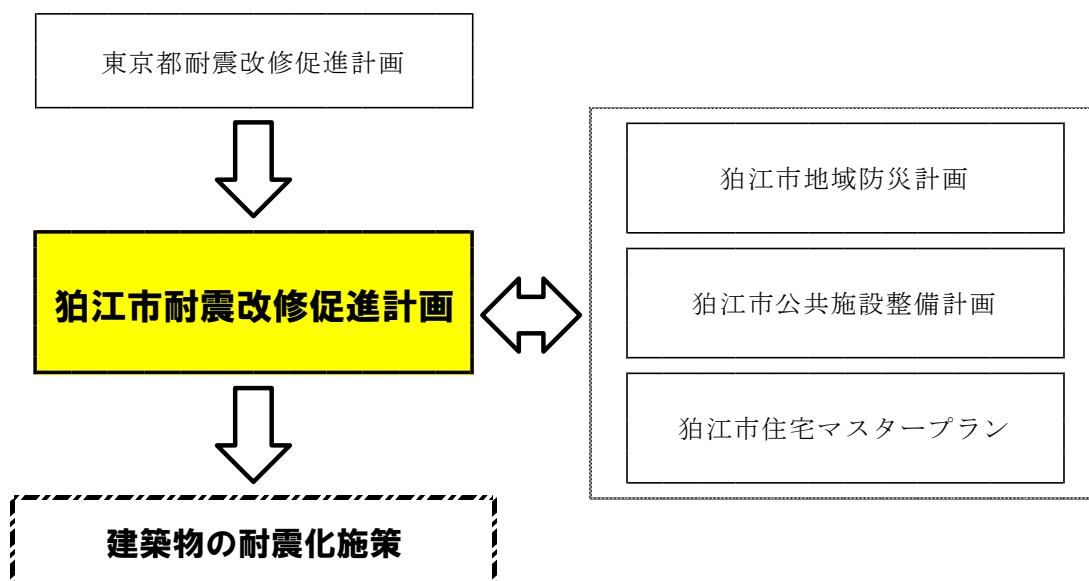 東京都耐震改修促進計画
狛江市地域防災計画
狛江市耐震改修促進計画
狛江市公共施設整備計画
狛江市住宅マスタープラン
建築物の耐震化施策